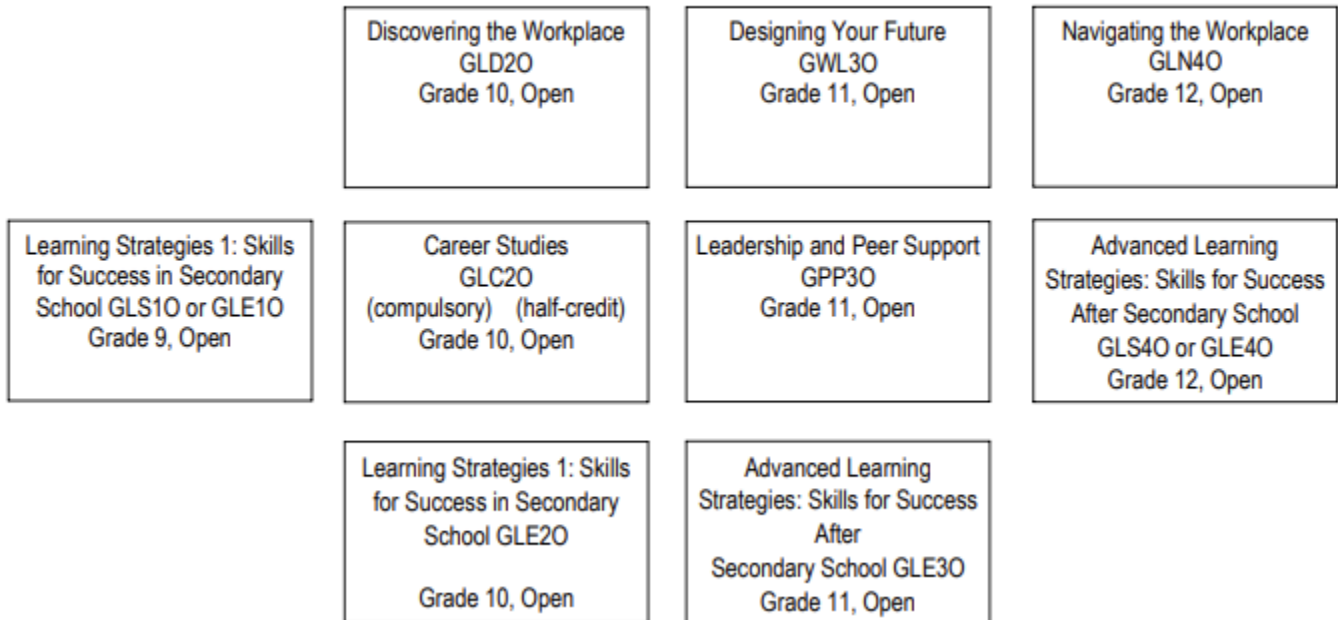 Discovering the Workplace
GLD2O
Grade 10, Open
Designing Your Future
GWL3O
Grade 11, Open
Navigating the Workplace
GLN4O
Grade 12, Open
Learning Strategies 1: Skills
for Success in Secondary
School GLS1O or GLE1O
Grade 9, Open
Career Studies
GLC2O
(compulsory) (half-credit)
Grade 10, Open
Leadership and Peer Support
GPP3O
Grade 11, Open
Advanced Learning
Strategies: Skills for Success
After Secondary School
GLS4O or GLE4O
Grade 12, Open
Learning Strategies 1: Skills
for Success in Secondary
School GLE2O
Grade 10, Open
Advanced Learning
Strategies: Skills for Success
After
Secondary School GLE3O
Grade 11, Open